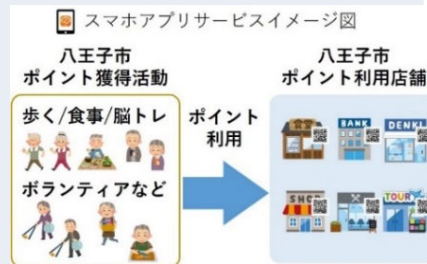 スマホアプリサービスイメージ図
八王子市
ポイント獲得活動
歩く/食事/脳トレ
ボランティアなど
ポイント
利用
八王子市
ポイント利用店舗
BANK
DENKI
SHOP
TOUR